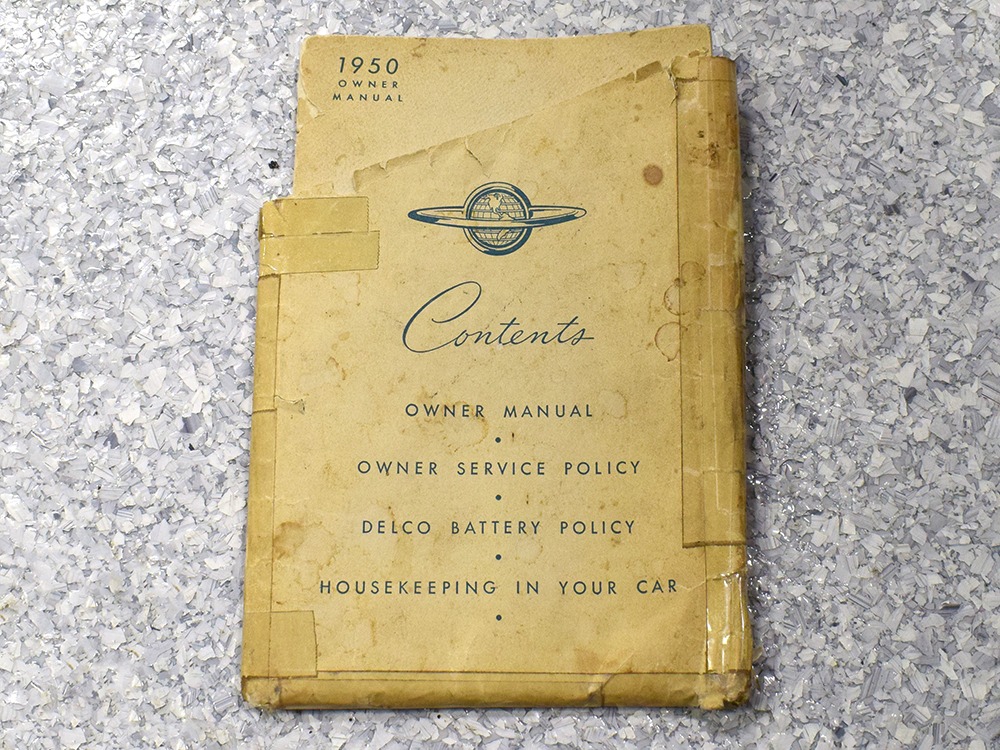 1950
OWNER
MANUAL
Contents
OWNER MANUAL
•
OWNER SERVICE POLICY
•
DELCO BATTERY POLICY
•
HOUSEKEEPING IN YOUR CAR
•